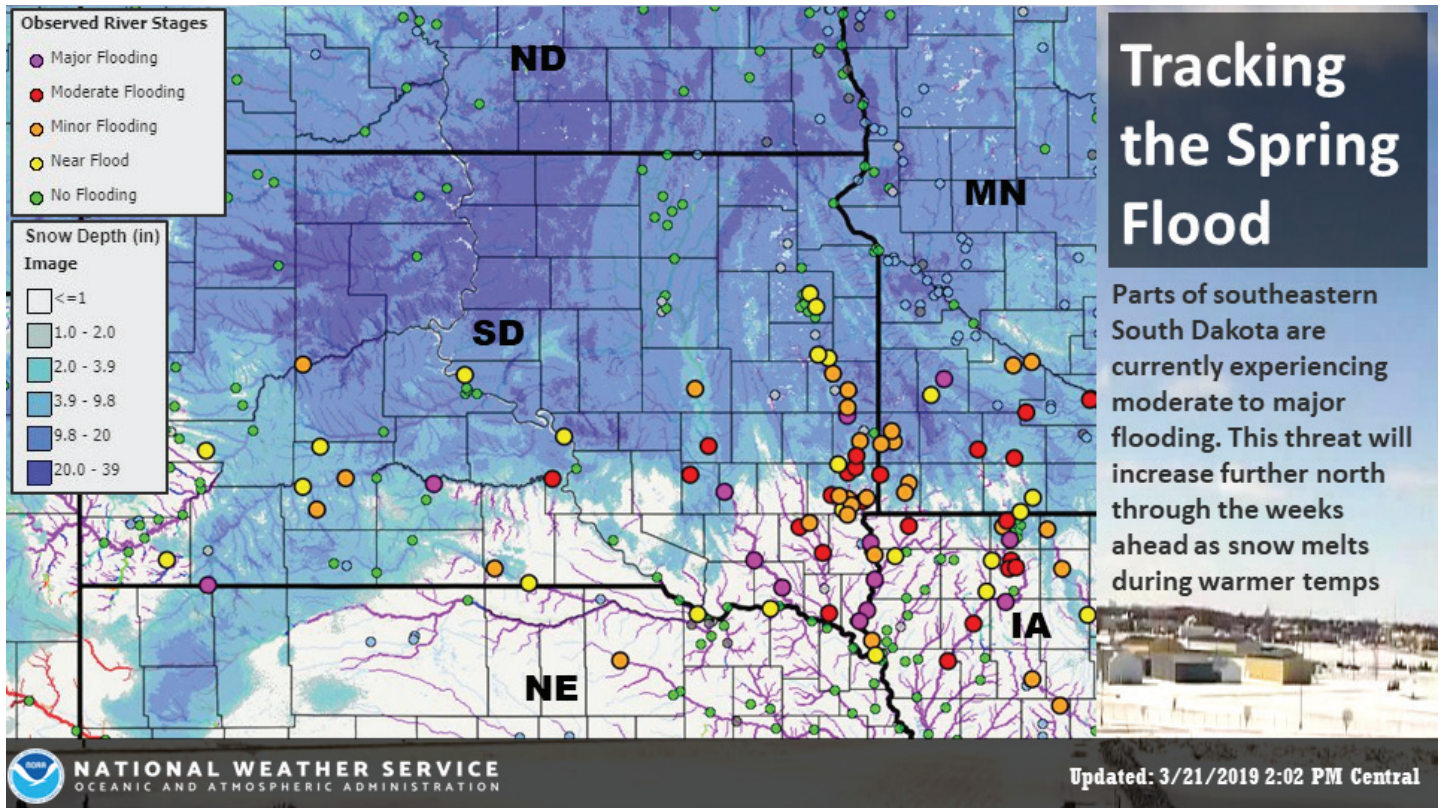 Observed River Stages
Major Flooding
Moderate Flooding
Minor Flooding
Near Flood
No Flooding
Snow Depth (in)
Image
<=1
1.0 - 2.0
2.0 - 3.9
3.9 - 9.8
9.8 - 20
20.0 - 39
ND
MN
SD
IA
NE
Tracking
the Spring
Flood
Parts of southeastern
South Dakota are
currently experiencing
moderate to major
flooding. This threat will
increase further north
through the weeks
ahead as snow melts
during warmer temps
NOAA
NATIONAL WEATHER SERVICE
OCEANIC AND ATMOSPHERIC ADMINISTRATION
Updated: 3/21/2019 2:02 PM Central